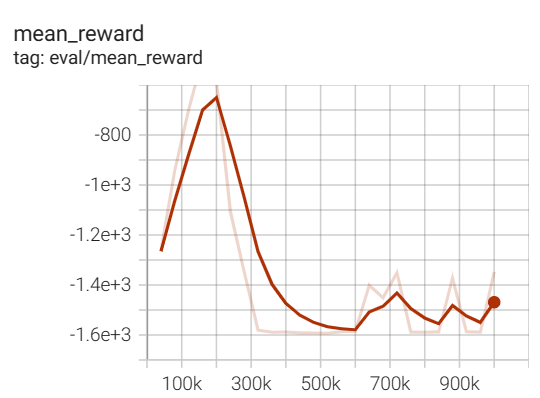 mean_reward
tag: eval/mean_reward
-800
-1e+3
-1.2e+3
-1.4e+3
-1.6e+3
100k 300k 500k 700k 900k